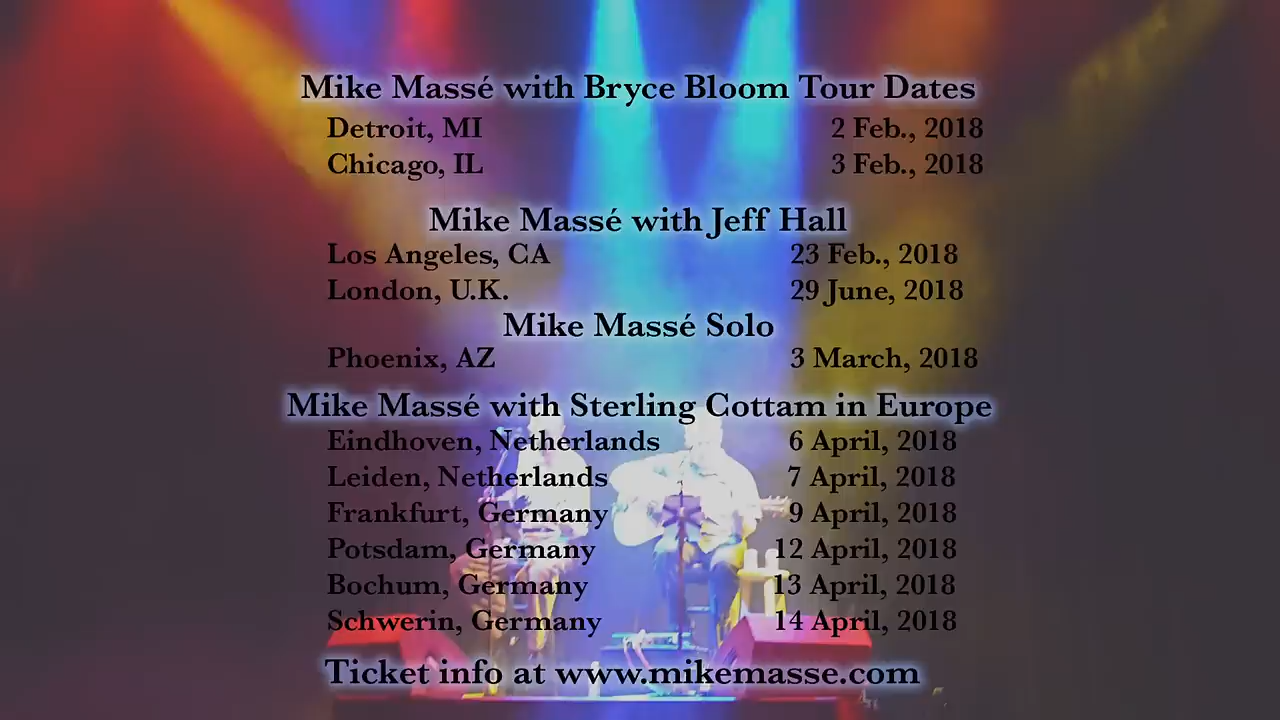 Mike Massé with Bryce Bloom Tour Dates
Detroit, MI 2 Feb., 2018
Chicago, IL 3 Feb., 2018
Mike Massé with Jeff Hall
Los Angeles, CA 23 Feb., 2018
London, U.K. 29 June, 2018
Mike Massé Solo
Phoenix, AZ 3 March, 2018
Mike Massé with Sterling Cottam in Europe
Eindhoven, Netherlands 6 April, 2018
Leiden, Netherlands 7 April, 2018
Frankfurt, Germany 9 April, 2018
Potsdam, Germany 12 April, 2018
Bochum, Germany 13 April, 2018
Schwerin, Germany 14 April, 2018
Ticket info at www.mikemasse.com